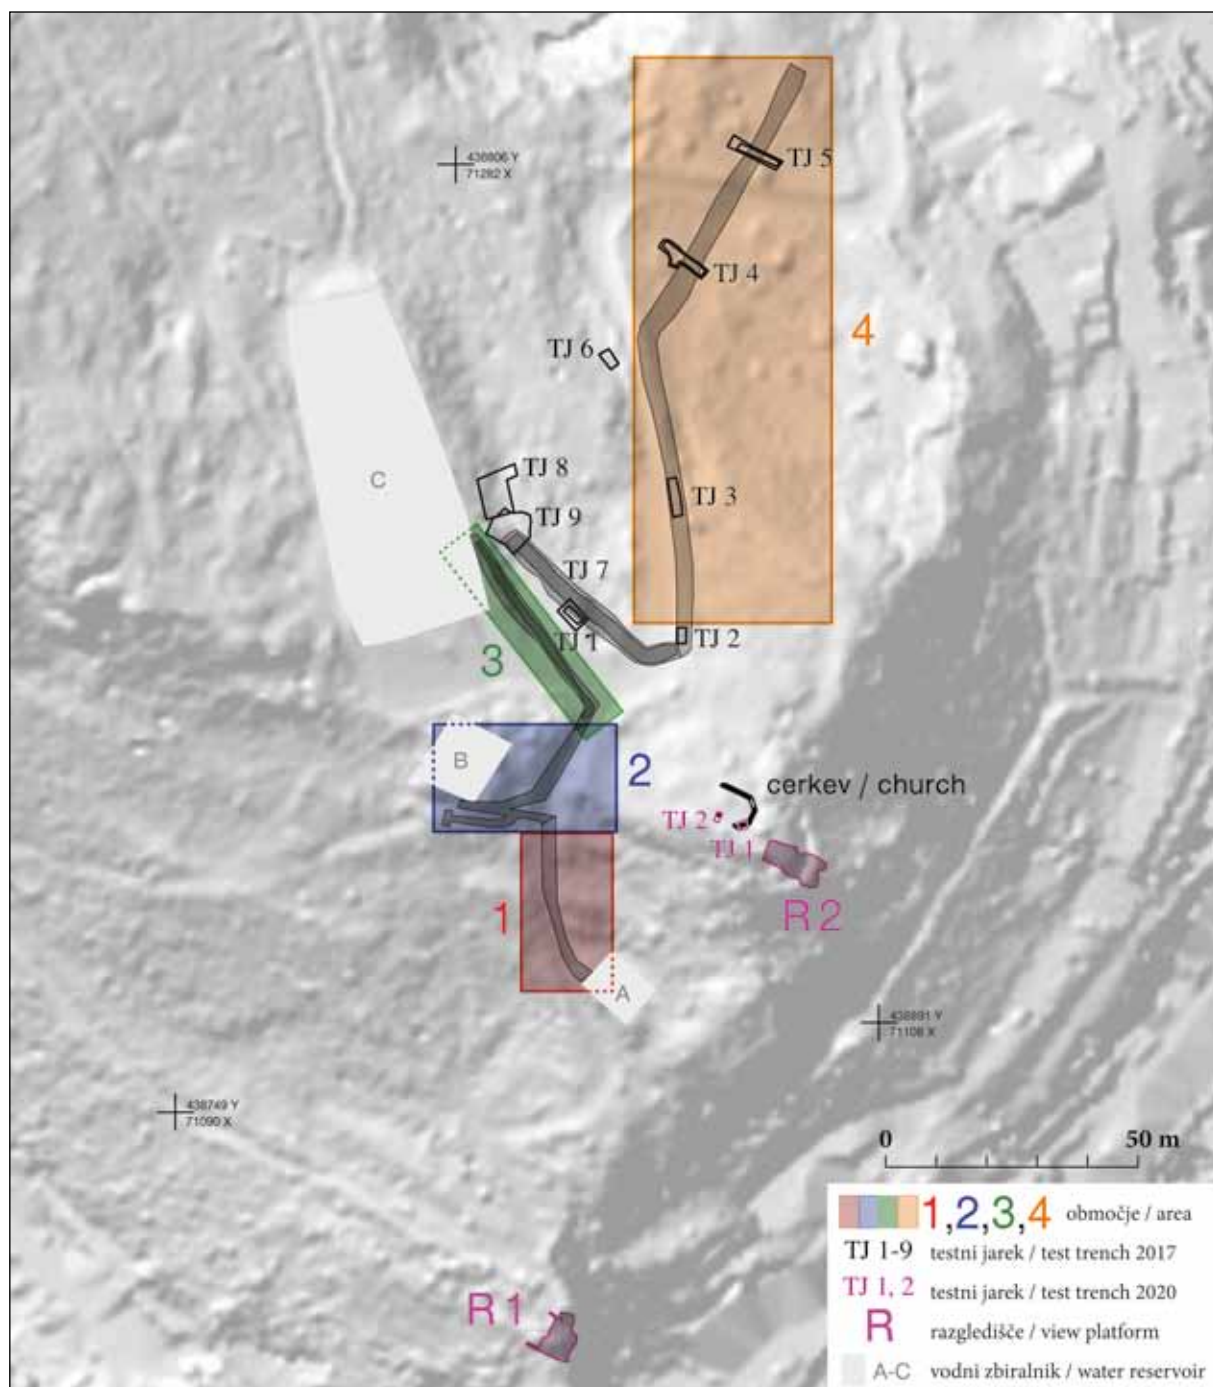 438806 Y
71282 X
TJ 5
TJ 4
4
TJ 6
TJ 8
C
TJ 3
TJ 9
TJ 7
TJ 1
TJ 2
3
B
2
cerkev / church
TJ 2
TJ 1
R 2
1
A
438891 Y
71108 X
438749 Y
71090 X
0 50 m
1,2,3,4 območje / area
TJ 1-9 testni jarek / test trench 2017
TJ 1, 2 testni jarek / test trench 2020
R 1
R razgledišče / view platform
A-C vodni zbiralnik / water reservoir